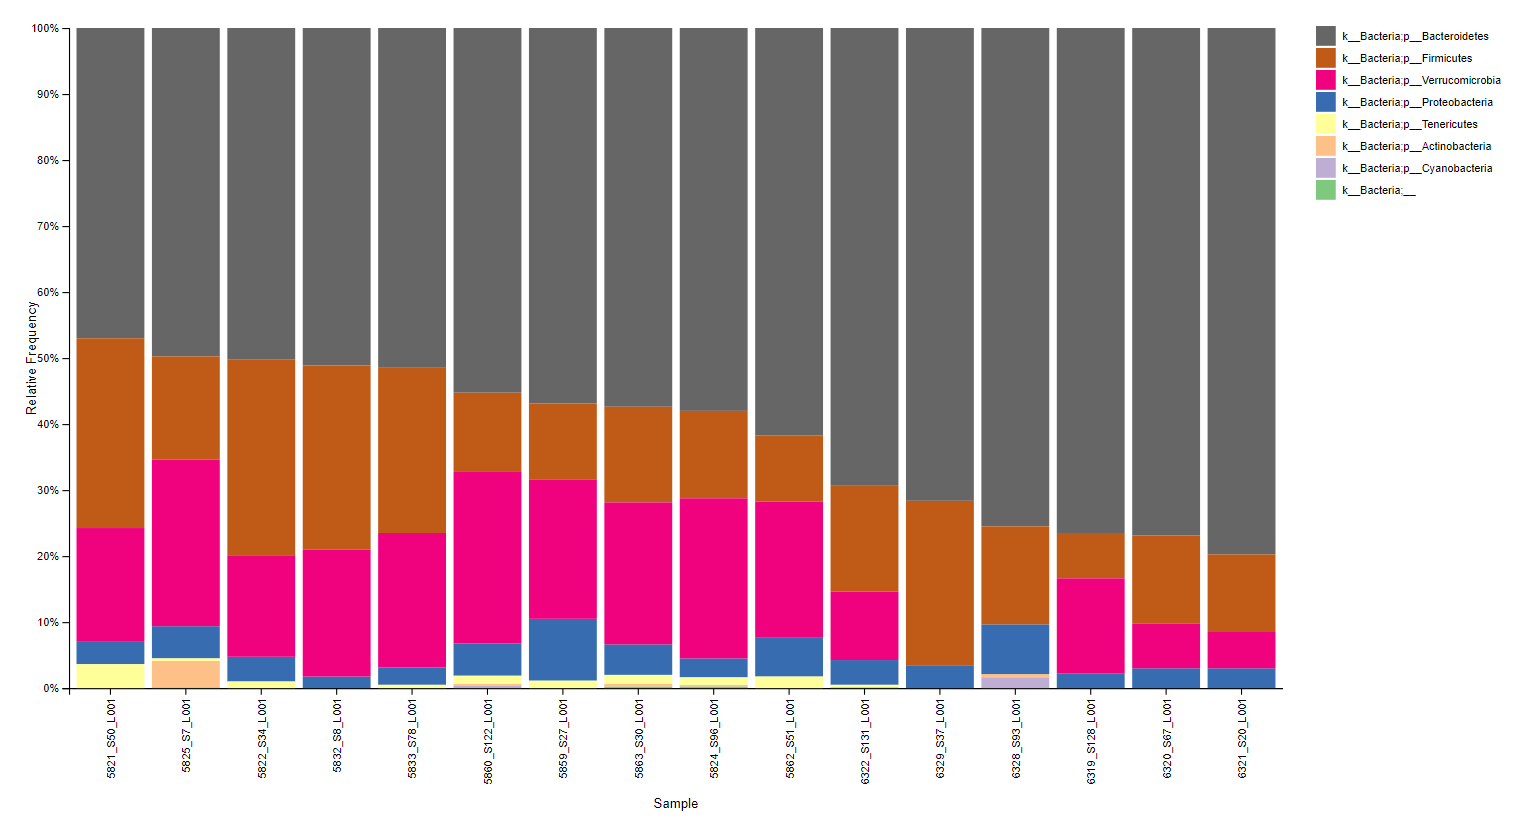 100%
90%
80%
70%
60%
50%
40%
30%
20%
10%
0%
Relative Frequency
5821_S50_L001
5825_S7_L001
5822_S34_L001
5832_S8_L001
5833_S78_L001
5860_S122_L001
5859_S27_L001
5863_S30_L001
5824_S96_L001
5862_S51_L001
6322_S131_L001
6329_S37_L001
6328_S93_L001
6319_S128_L001
6320_S67_L001
6321_S20_L001
Sample
k__Bacteria;p__Bacteroidetes
k__Bacteria;p__Firmicutes
k__Bacteria;p__Verrucomicrobia
k__Bacteria;p__Proteobacteria
k__Bacteria;p__Tenericutes
k__Bacteria;p__Actinobacteria
k__Bacteria;p__Cyanobacteria
k__Bacteria;__